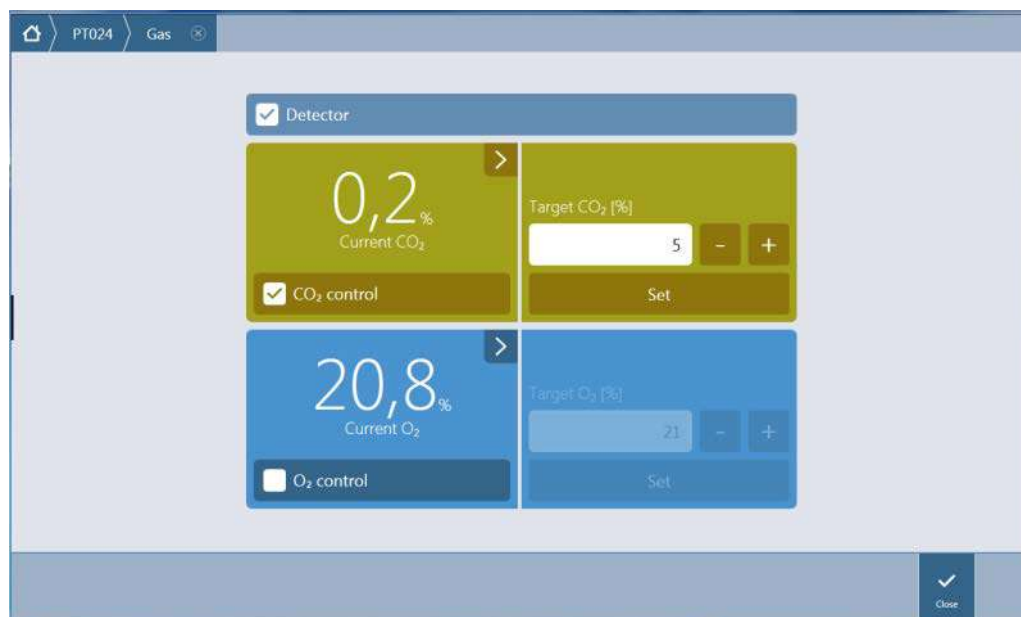 PT024 Gas
Detector
0,2 %
Current CO₂
CO₂ control
Target CO₂ [%]
5 - +
Set
20,8 %
Current O₂
O₂ control
Target O₂ [%]
21 - +
Set
Close